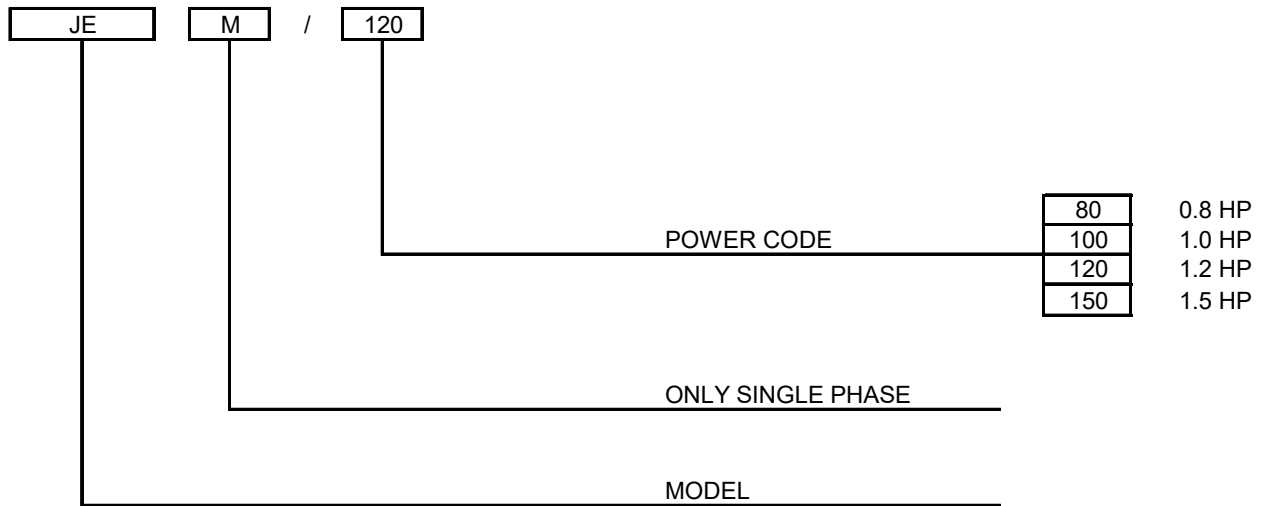 JE M / 120
80 0.8 HP
POWER CODE 100 1.0 HP
120 1.2 HP
150 1.5 HP
ONLY SINGLE PHASE
MODEL